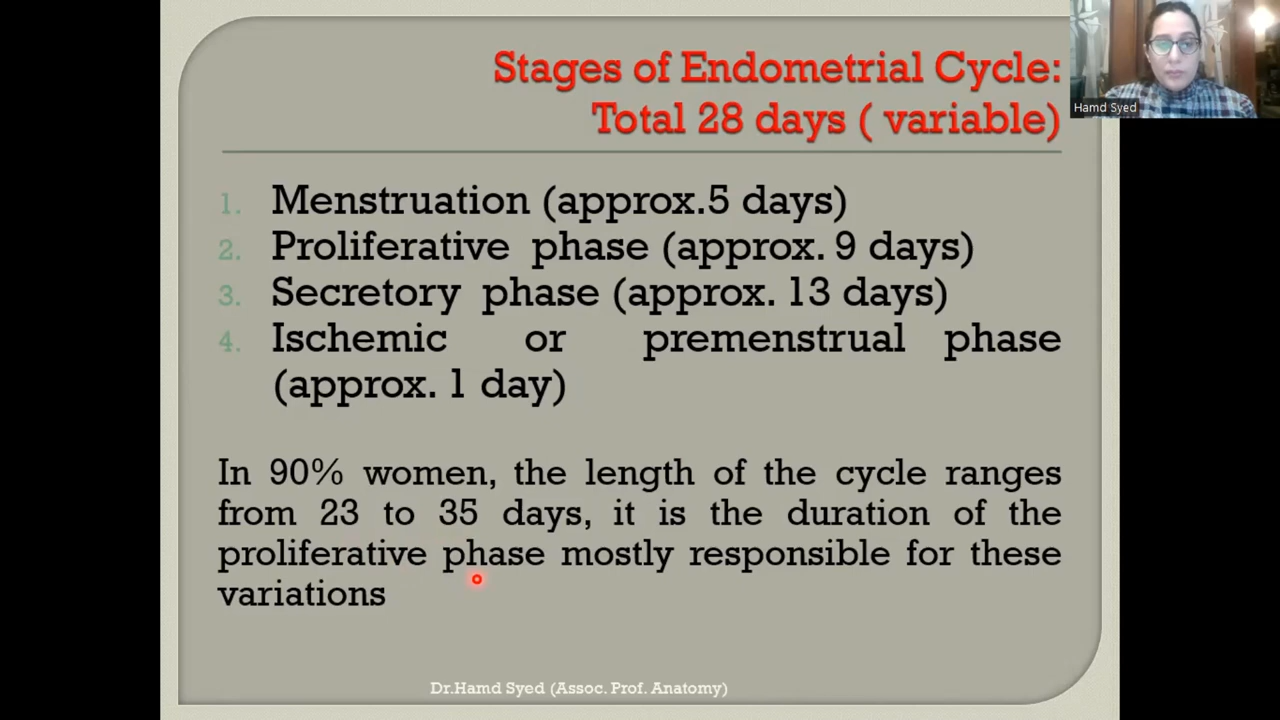 Stages of Endometrial Cycle:
Total 28 days ( variable)
Hamd Syed
1. Menstruation (approx.5 days)
2. Proliferative phase (approx. 9 days)
3. Secretory phase (approx. 13 days)
4. Ischemic or premenstrual phase
(approx. 1 day)
In 90% women, the length of the cycle ranges
from 23 to 35 days, it is the duration of the
proliferative phase mostly responsible for these
variations
Dr.Hamd Syed (Assoc. Prof. Anatomy)